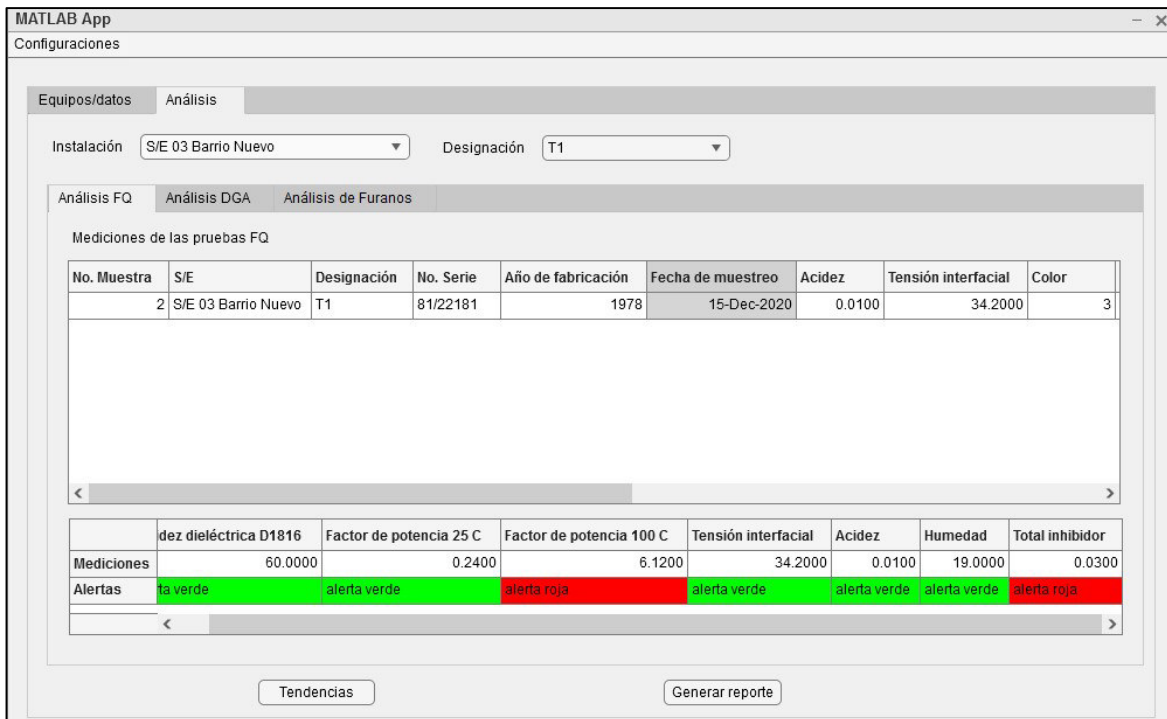 MATLAB App
Configuraciones
Equipos/datos Análisis
Instalación S/E 03 Barrio Nuevo Designación T1
Análisis FQ Análisis DGA Análisis de Furanos
Mediciones de las pruebas FQ
No. Muestra S/E Designación No. Serie Año de fabricación Fecha de muestreo Acidez Tensión interfacial Color
2 S/E 03 Barrio Nuevo T1 81/22181 1978 15-Dec-2020 0.0100 34.2000 3
dez dieléctrica D1816 Factor de potencia 25 C Factor de potencia 100 C Tensión interfacial Acidez Humedad Total inhibidor
Mediciones 60.0000 0.2400 6.1200 34.2000 0.0100 19.0000 0.0300
Alertas ta verde alerta verde alerta roja alerta verde alerta verde alerta verde alerta roja
Tendencias Generar reporte